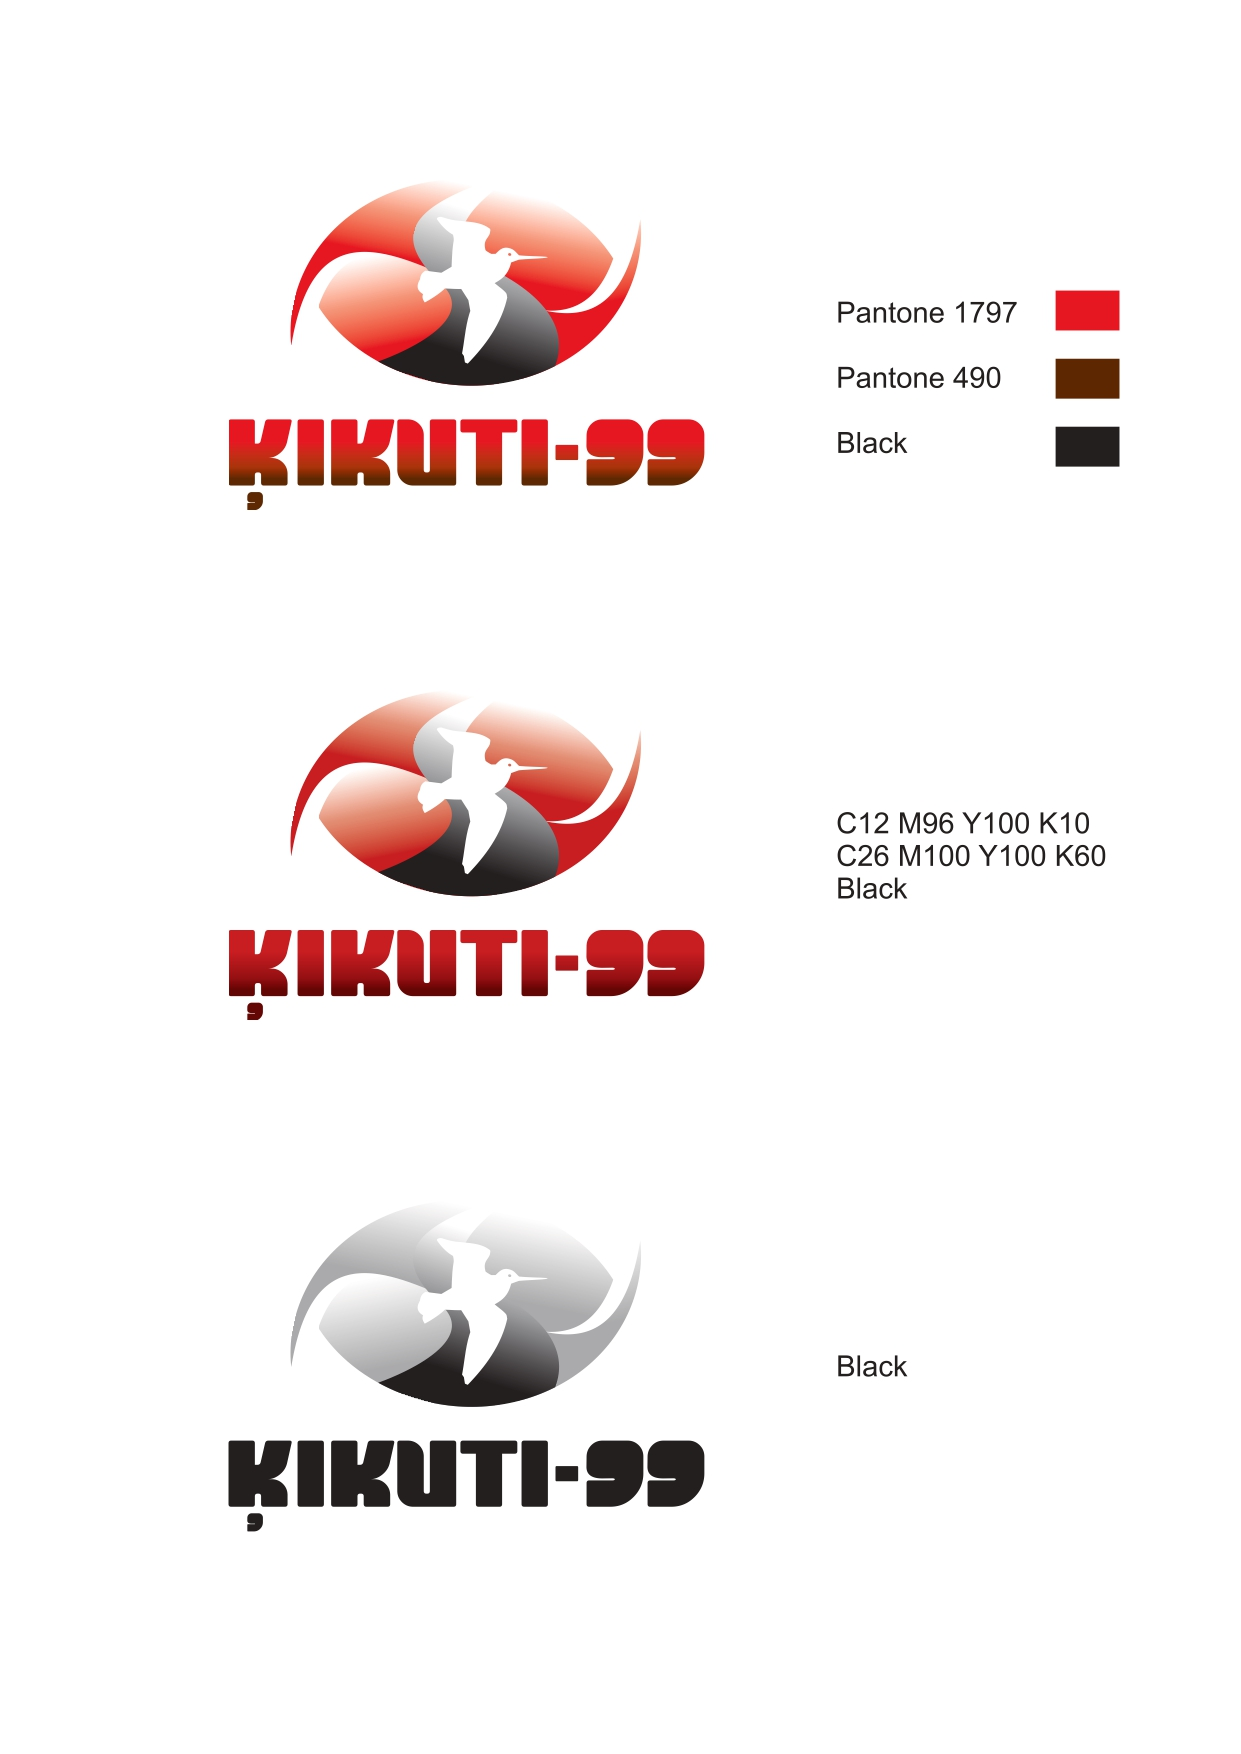 ĶIKUTI-99
Pantone 1797
Pantone 490
Black
ĶIKUTI-99
C12 M96 Y100 K10
C26 M100 Y100 K60
Black
ĶIKUTI-99
Black